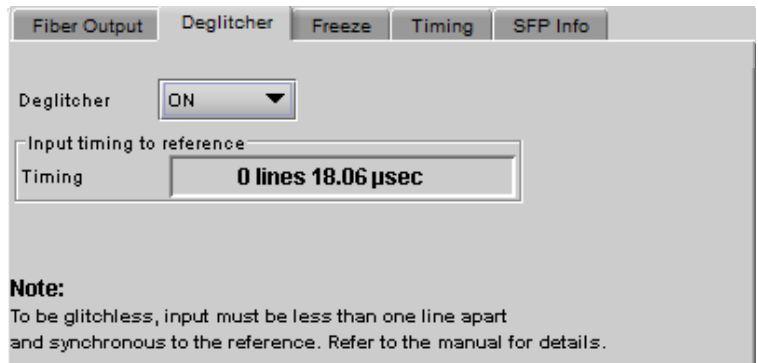 Fiber Output Deglitcher Freeze Timing SFP Info
Deglitcher ON
Input timing to reference
Timing 0 lines 18.06 µsec
Note:
To be glitchless, input must be less than one line apart
and synchronous to the reference. Refer to the manual for details.